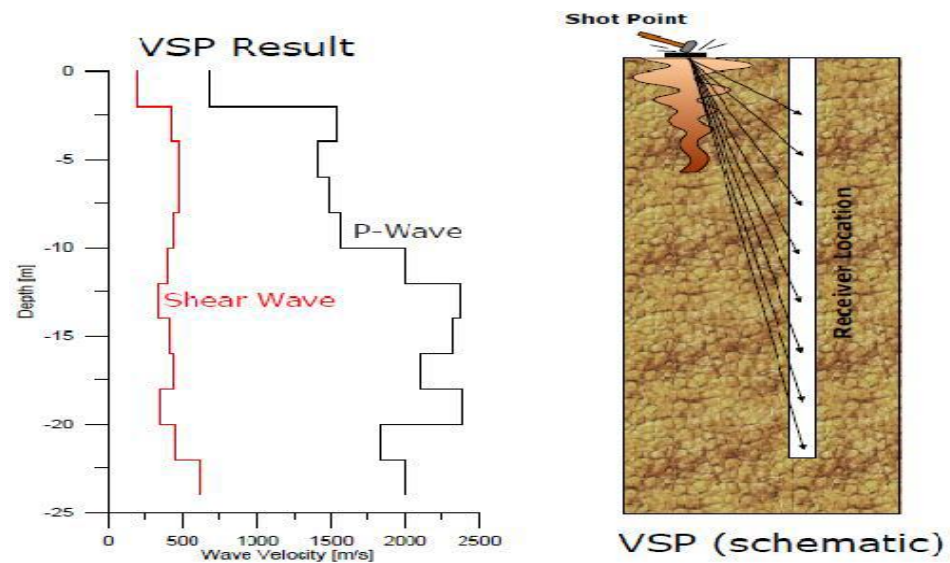 VSP Result
0
-5
-10
-15
-20
-25
Depth [m]
P-Wave
Shear Wave
0 500 1000 1500 2000 2500
Wave Velocity [m/s]
Shot Point
Receiver Location
VSP (schematic)